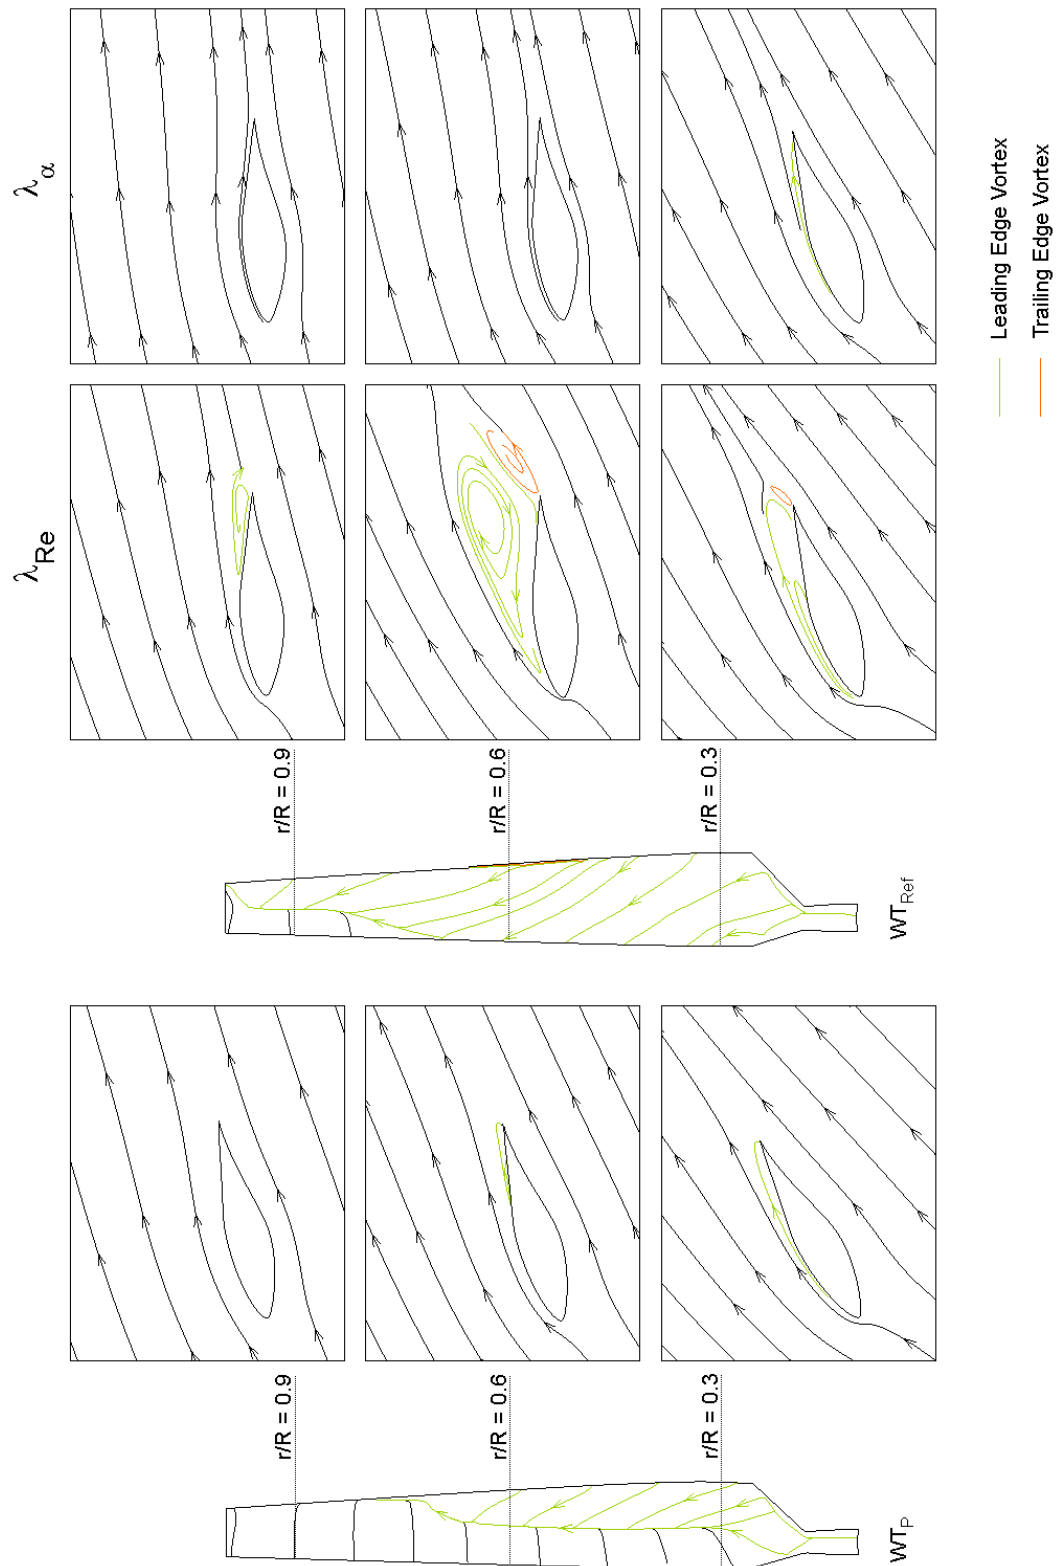 λα
λRe
r/R = 0.9
r/R = 0.6
r/R = 0.3
WTRef
r/R = 0.9
r/R = 0.6
r/R = 0.3
WTP
Leading Edge Vortex
Trailing Edge Vortex